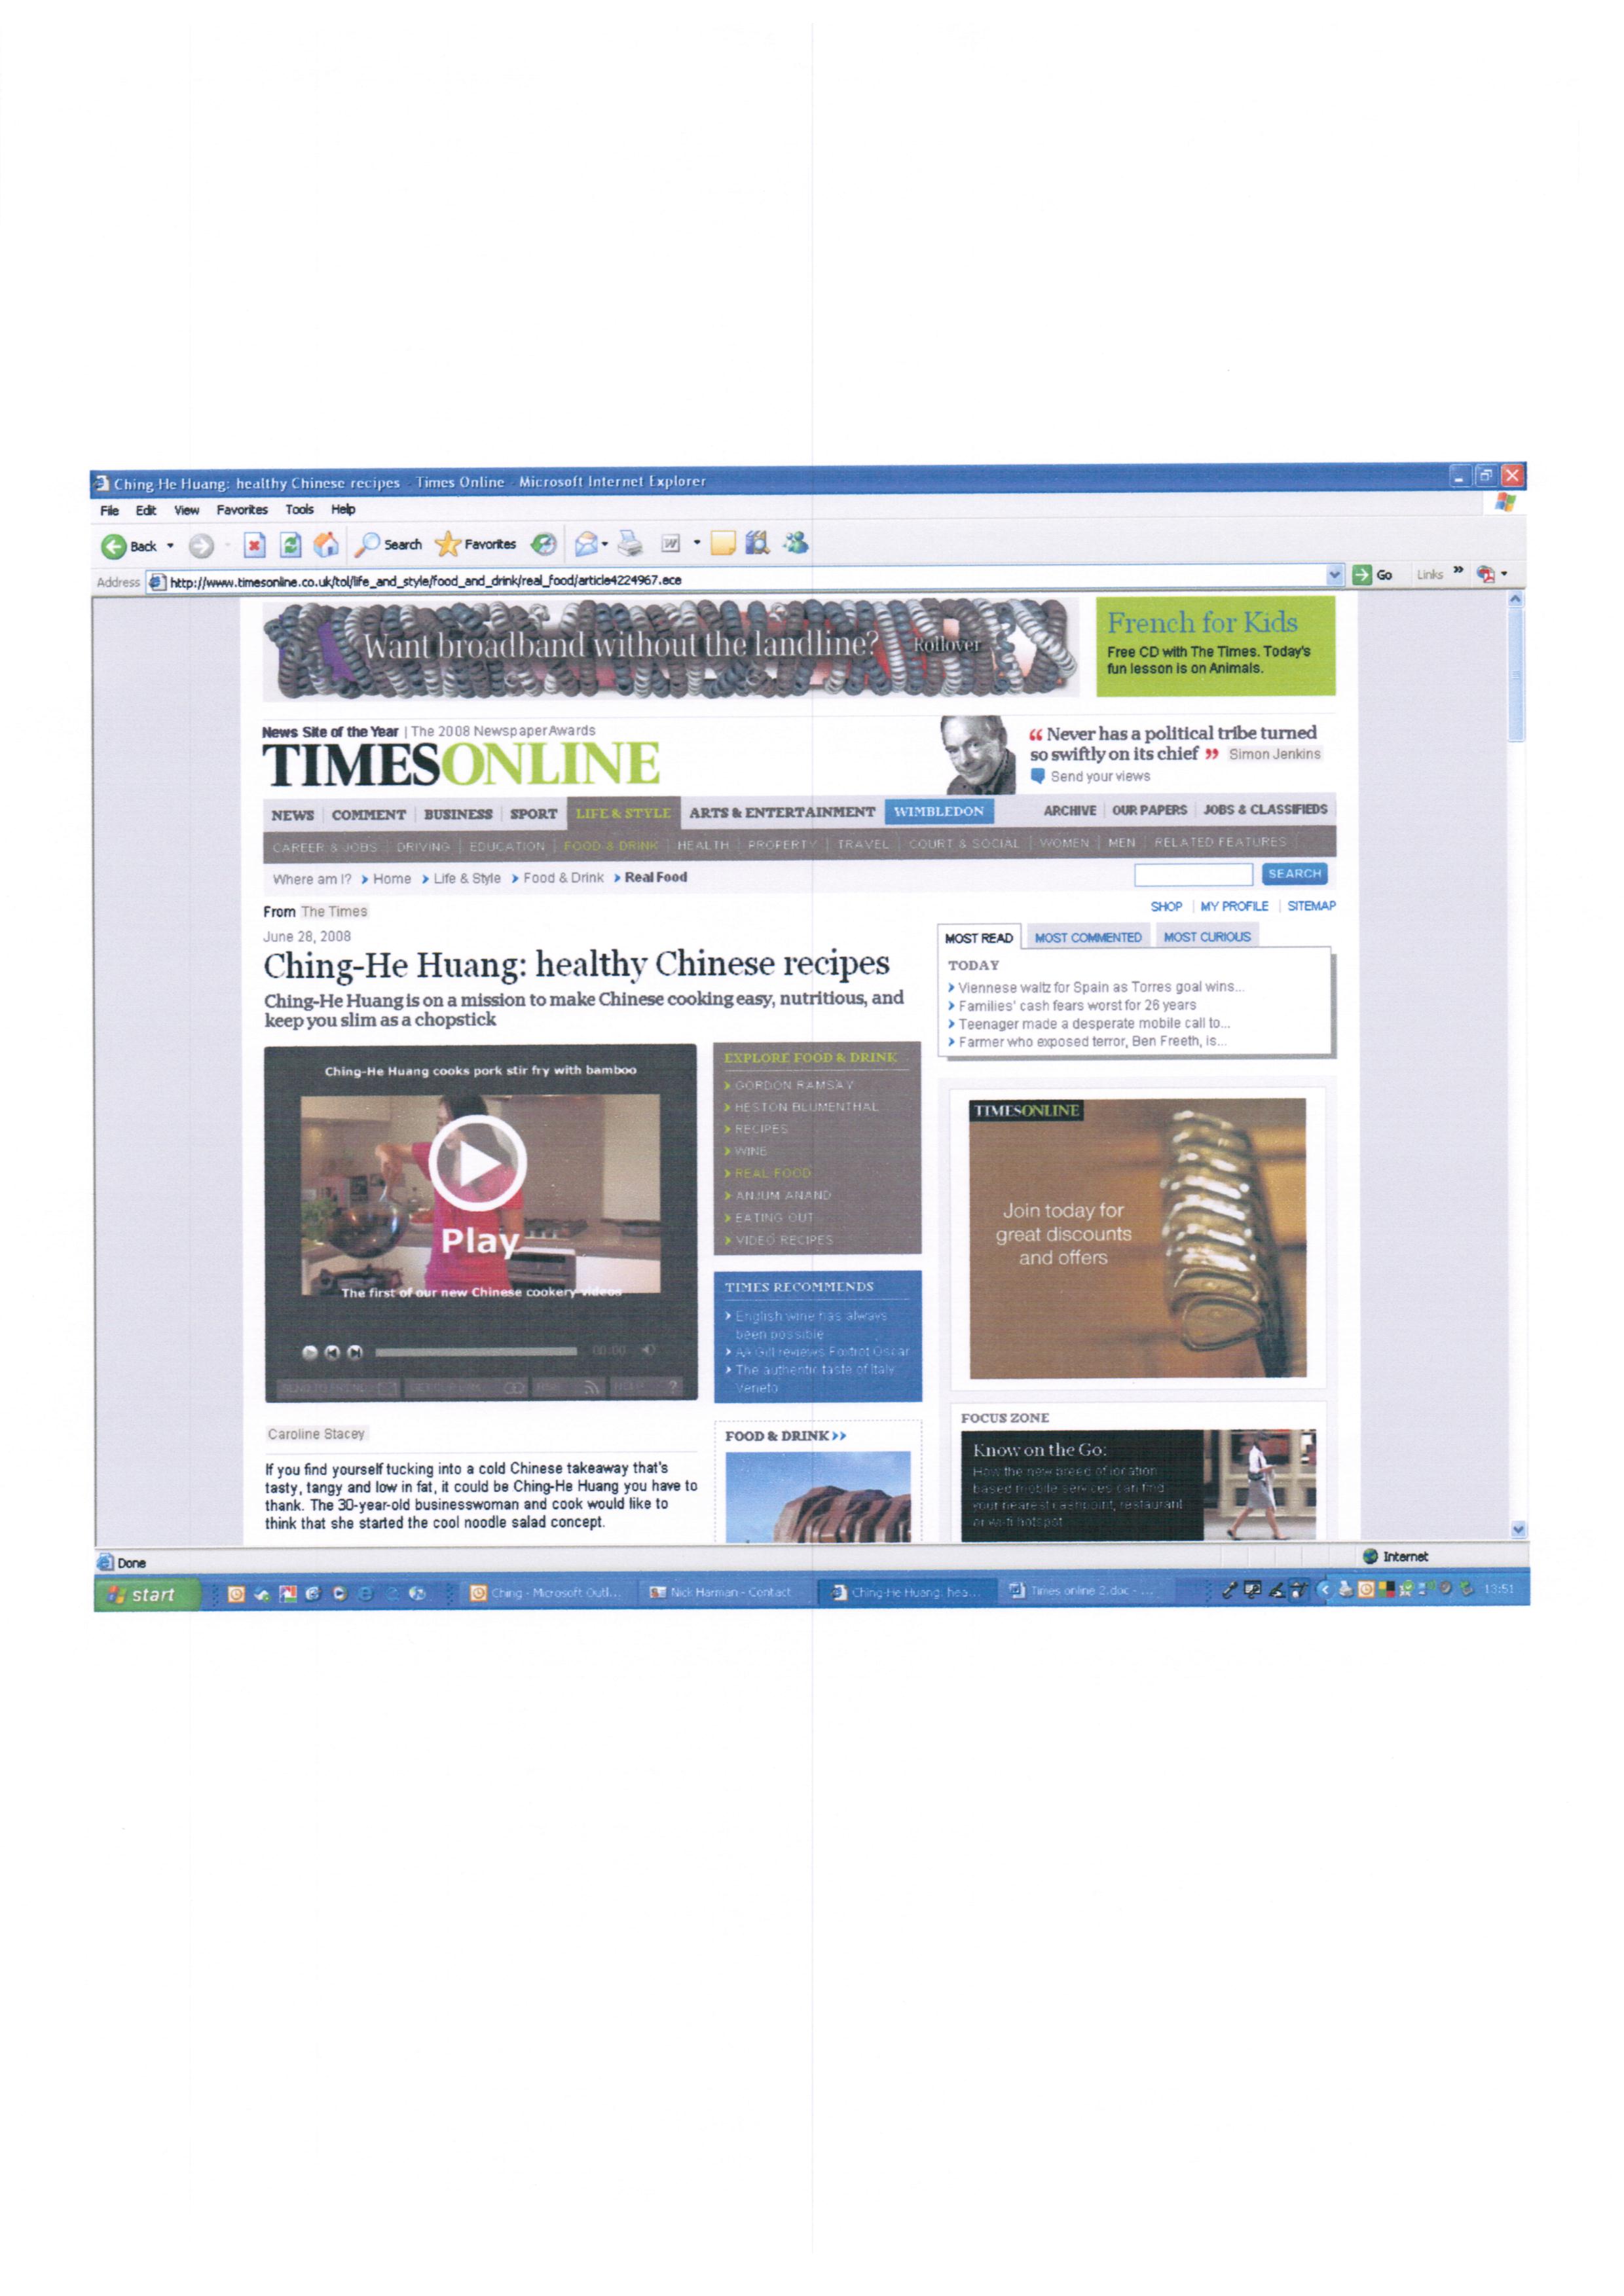 Ching He Huang: healthy Chinese recipes - Times Online - Microsoft Internet Explorer
File Edit View Favorites Tools Help
Back Search Favorites
Address http://www.timesonline.co.uk/tol/life_and_style/food_and_drink/real_food/article4224967.ece Go Links »
Want broadband without the landline? Rollover
French for Kids
Free CD with The Times. Today's
fun lesson is on Animals.
News Site of the Year | The 2008 Newspaper Awards
TIMESONLINE
“ Never has a political tribe turned
so swiftly on its chief ” Simon Jenkins
Send your views
NEWS COMMENT BUSINESS SPORT LIFE & STYLE ARTS & ENTERTAINMENT WIMBLEDON ARCHIVE OUR PAPERS JOBS & CLASSIFIEDS
CAREER & JOBS DRIVING EDUCATION FOOD & DRINK HEALTH PROPERTY TRAVEL COURT & SOCIAL WOMEN MEN RELATED FEATURES
Where am I? Home Life & Style Food & Drink Real Food SEARCH
SHOP MY PROFILE SITEMAP
From The Times
June 28, 2008
Ching-He Huang: healthy Chinese recipes
Ching-He Huang is on a mission to make Chinese cooking easy, nutritious, and
keep you slim as a chopstick
MOST READ MOST COMMENTED MOST CURIOUS
TODAY
Viennese waltz for Spain as Torres goal wins...
Families' cash fears worst for 26 years
Teenager made a desperate mobile call to...
Farmer who exposed terror, Ben Freeth, is...
Ching-He Huang cooks pork stir fry with bamboo
Play
The first of our new Chinese cookery videos
00:00
SEND TO FRIEND HELP ?
EXPLORE FOOD & DRINK
GORDON RAMSAY
HESTON BLUMENTHAL
RECIPES
WINE
REAL FOOD
ANJUM ANAND
EATING OUT
VIDEO RECIPES
TIMES RECOMMENDS
English wine has always
been possible
AA Gill reviews Foxtrot Oscar
The authentic taste of Italy
Veneto
FOOD & DRINK
TIMESONLINE
Join today for
great discounts
and offers
FOCUS ZONE
Know on the Go:
How the new breed of location
based mobile services can find
your nearest cashpoint, restaurant
or wi-fi hotspot
Caroline Stacey
If you find yourself tucking into a cold Chinese takeaway that's
tasty, tangy and low in fat, it could be Ching-He Huang you have to
thank. The 30-year-old businesswoman and cook would like to
think that she started the cool noodle salad concept.
Done Internet
start Ching - Microsoft Outl... Nick Harman - Contact Ching-He Huang: hea... Times online 2.doc - ... 13:51